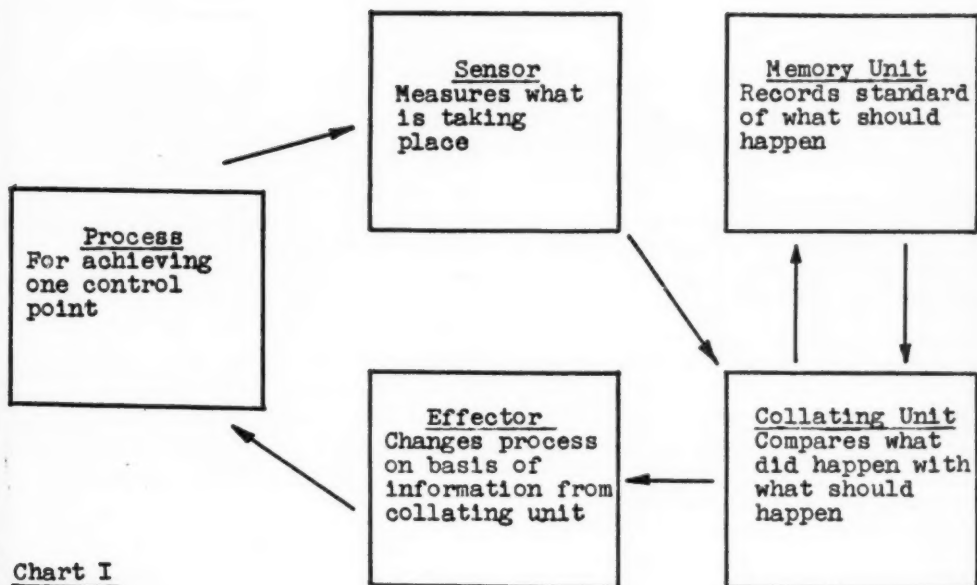 Sensor
Measures what
is taking
place
Memory Unit
Records standard
of what should
happen
Process
For achieving
one control
point
Effector
Changes process
on basis of
information from
collating unit
Collating Unit
Compares what
did happen with
what should
happen
Chart I